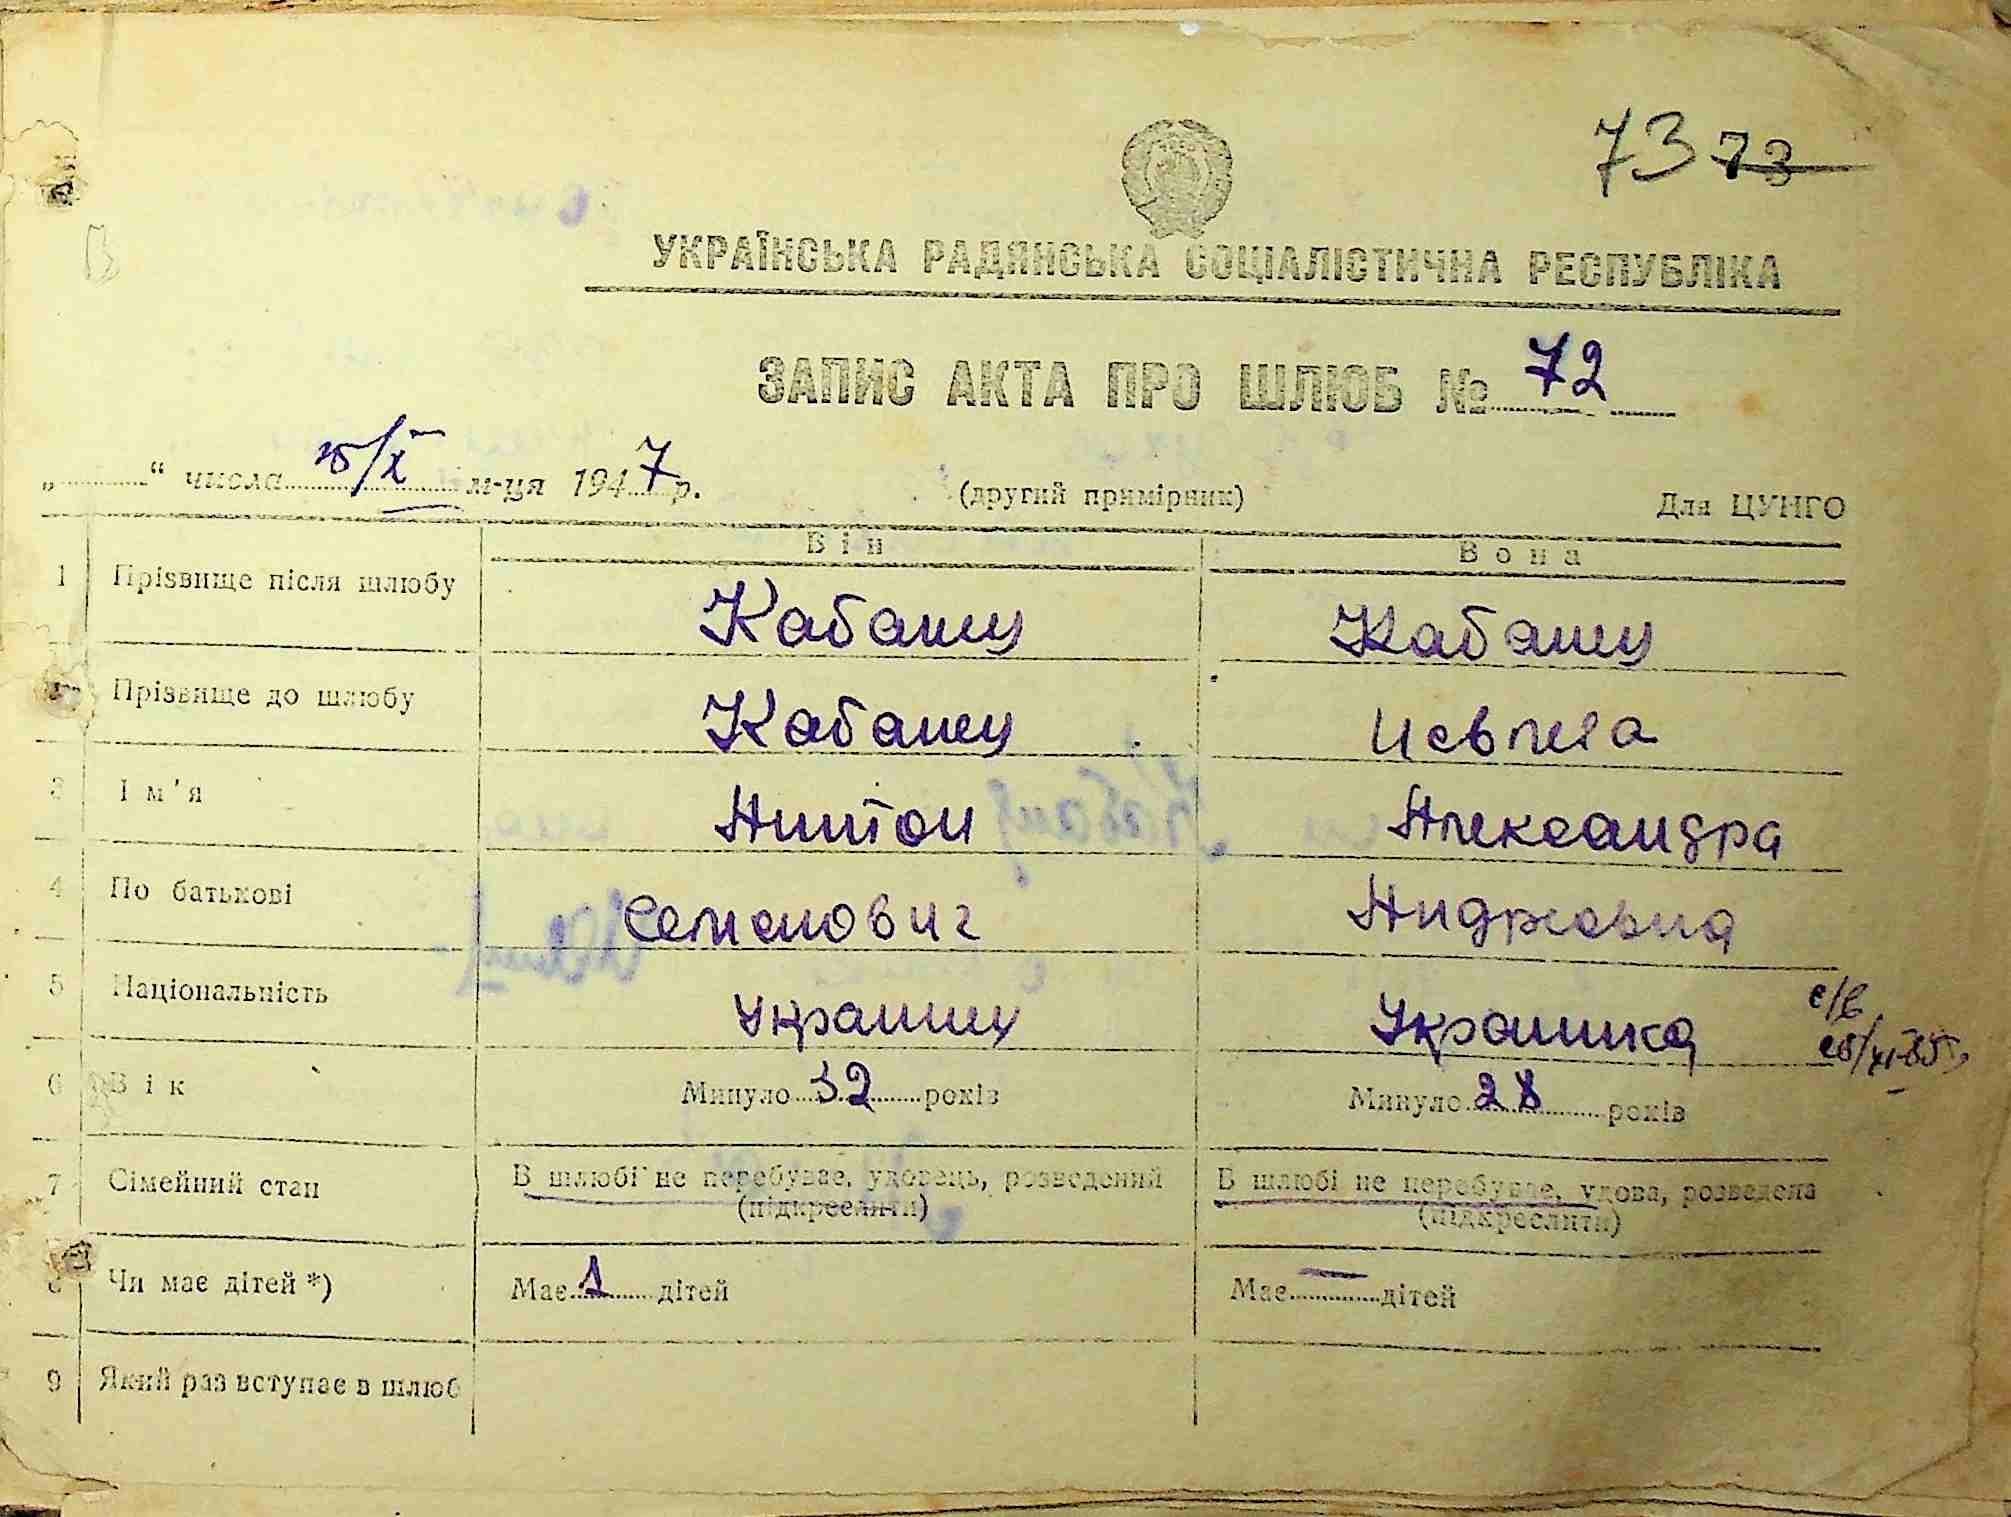 73 73
УКРАЇНСЬКА РАДЯНСЬКА СОЦІАЛІСТИЧНА РЕСПУБЛІКА
ЗАПИС АКТА ПРО ШЛЮБ № 72
„ “ числа /X м-ця 1947 р. (другий примірник) Для ЦУНГО
Він Вона
1 Прізвище після шлюбу Кабанец Кабанец
Прізвище до шлюбу Кабанец
3 Ім'я Антон Александра
4 По батькові Семенович Андреевна
5 Національність Украинец Украинка
6 Вік Минуло 32 років Минуло 28 років
7 Сімейний стан В шлюбі не перебуває, удовець, розведений В шлюбі не перебуває, удова, розведена
(підкреслити) (підкреслити)
8 Чи має дітей *) Має 1 дітей Має — дітей
9 Який раз вступає в шлюб